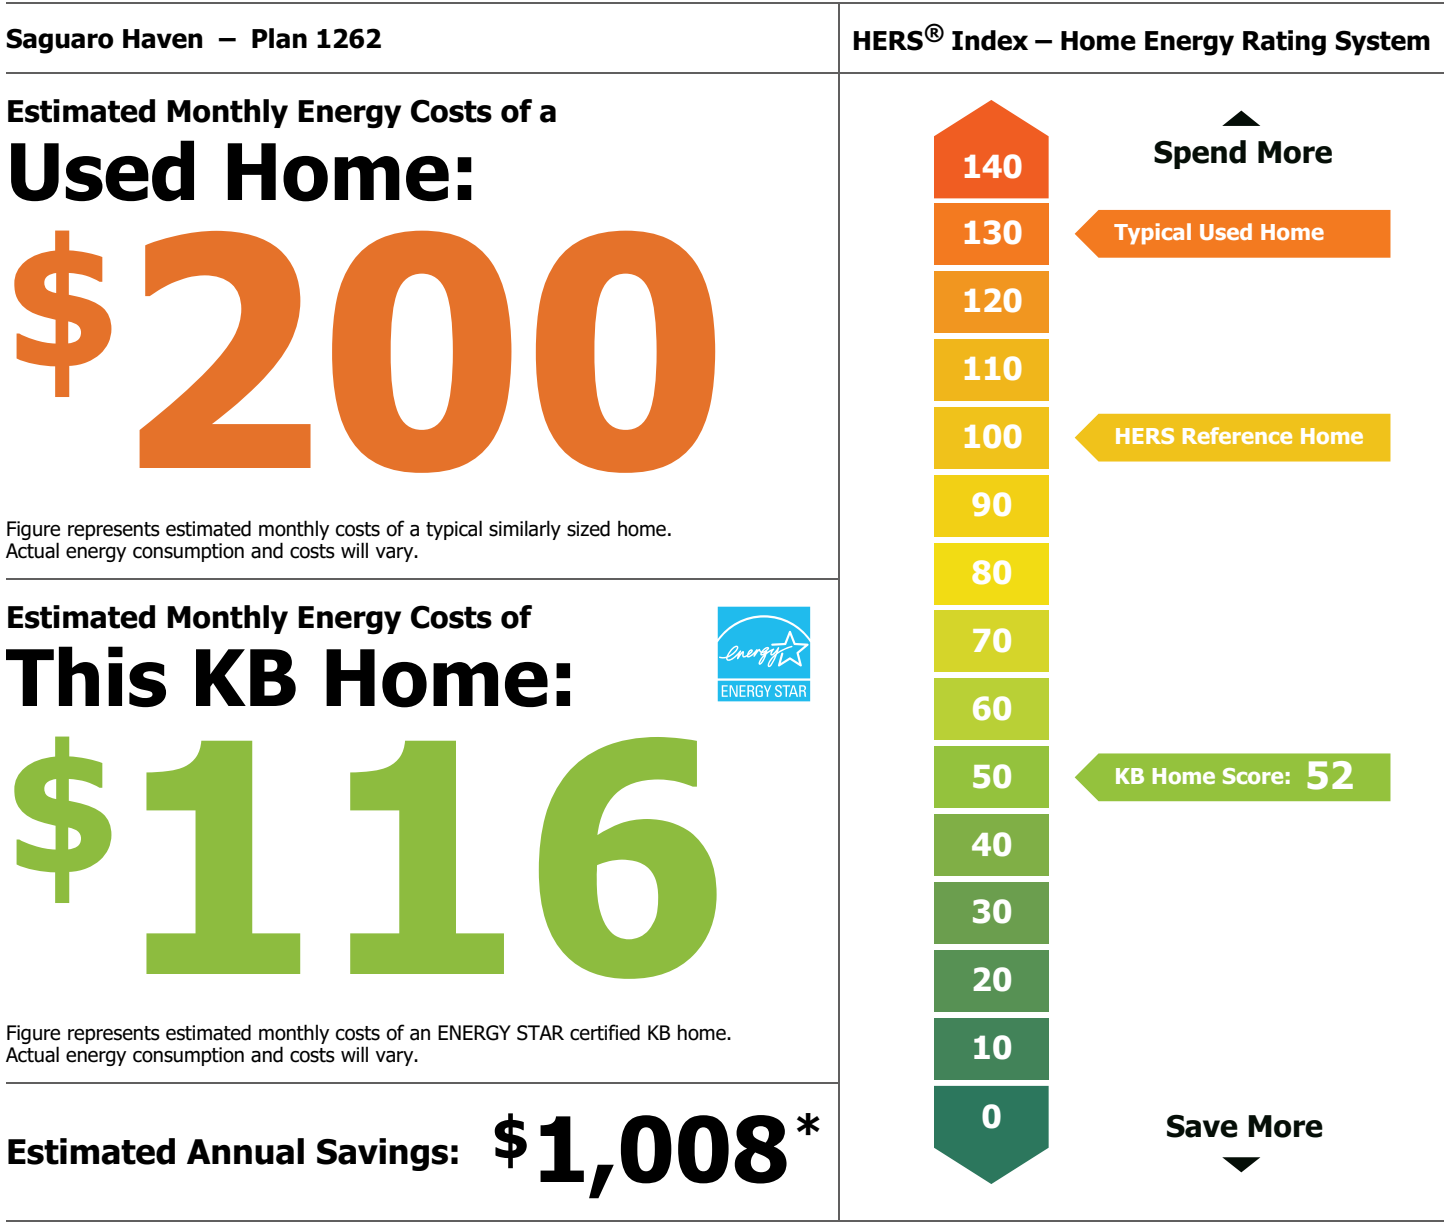 Saguaro Haven – Plan 1262
Estimated Monthly Energy Costs of a
Used Home:
$200
Figure represents estimated monthly costs of a typical similarly sized home.
Actual energy consumption and costs will vary.
Estimated Monthly Energy Costs of
This KB Home:
energy
ENERGY STAR
$116
Figure represents estimated monthly costs of an ENERGY STAR certified KB home.
Actual energy consumption and costs will vary.
Estimated Annual Savings: $1,008*
HERS® Index – Home Energy Rating System
Spend More
140
130 Typical Used Home
120
110
100 HERS Reference Home
90
80
70
60
50 KB Home Score: 52
40
30
20
10
0
Save More